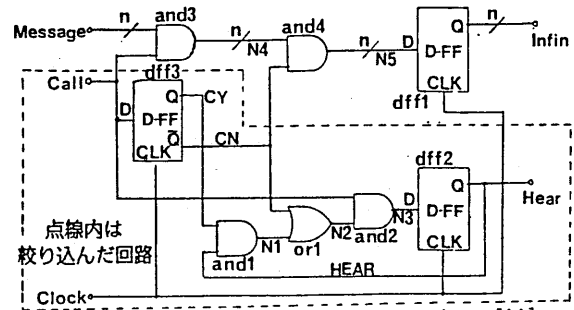 Message
n
and3
n
N4
and4
n
N5
D
Q
D-FF
CLK
dff1
n
Infin
Call
dff3
D
Q
D-FF
Q̄
CLK
CY
CN
点線内は
絞り込んだ回路
and1
N1
or1
N2
and2
N3
D
dff2
Q
D-FF
CLK
Hear
HEAR
Clock